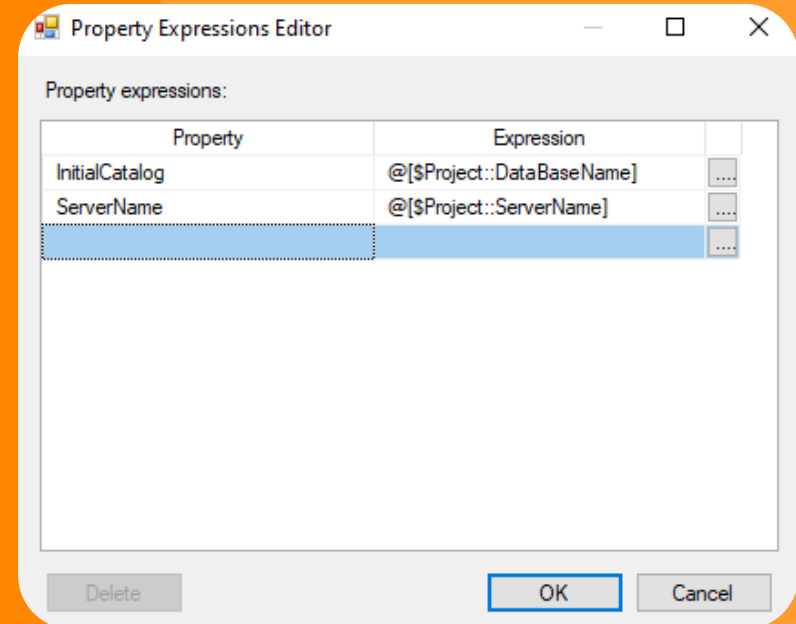 Property Expressions Editor
Property expressions:
Property Expression
InitialCatalog @[$Project::DataBaseName] ....
ServerName @[$Project::ServerName] ....
....
Delete OK Cancel